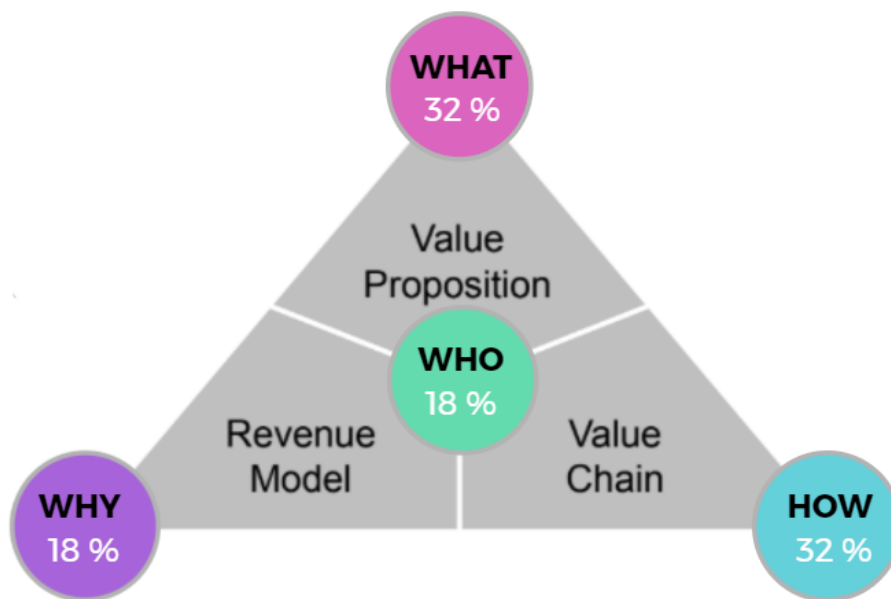 WHAT
32 %
Value
Proposition
WHO
18 %
Revenue
Model
Value
Chain
WHY
18 %
HOW
32 %